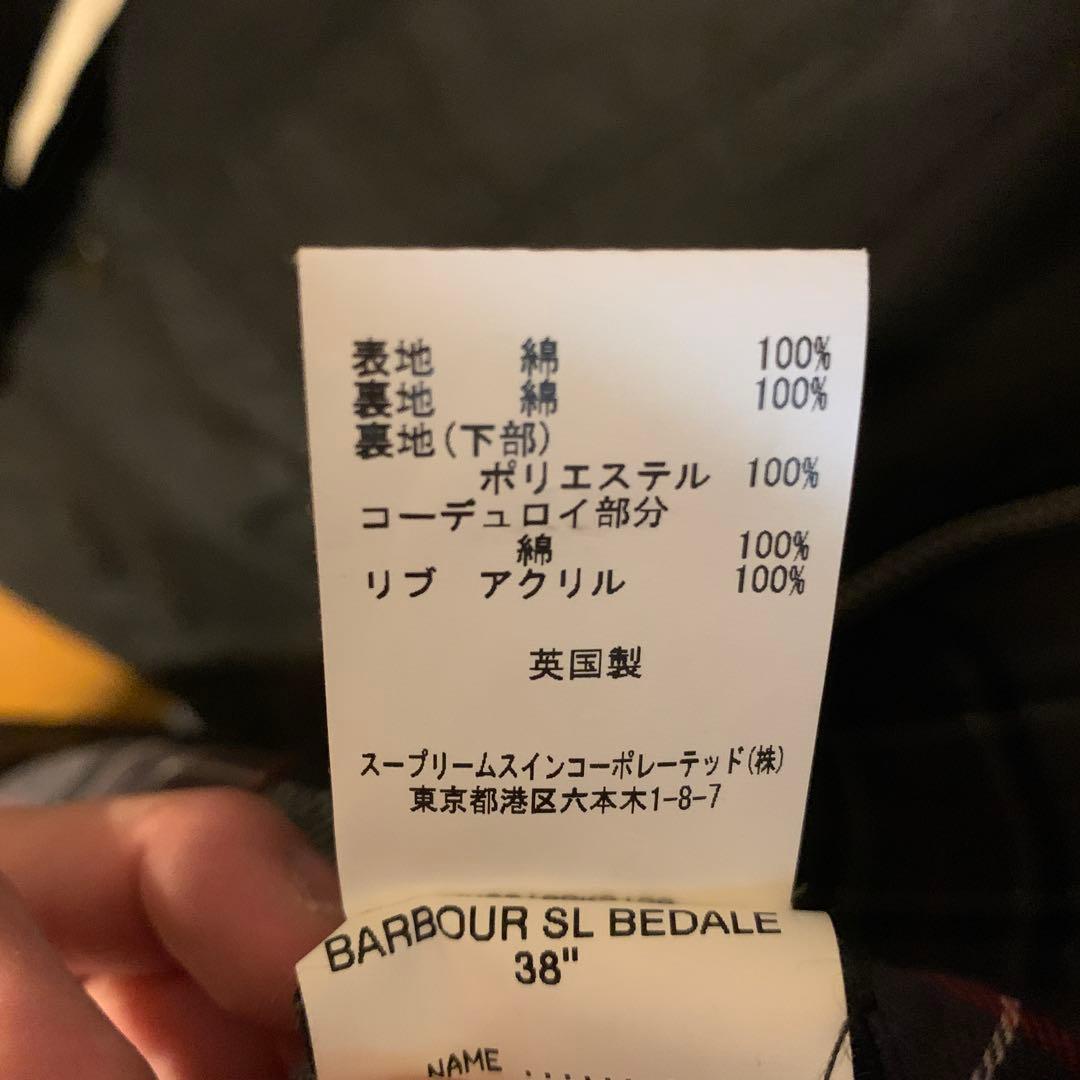 表地 綿 100%
裏地 綿 100%
裏地(下部)
ポリエステル 100%
コーデュロイ部分
綿 100%
リブ アクリル 100%
英国製
スープリームスインコーポレーテッド(株)
東京都港区六本木1-8-7
BARBOUR SL BEDALE
38"
NAME ......